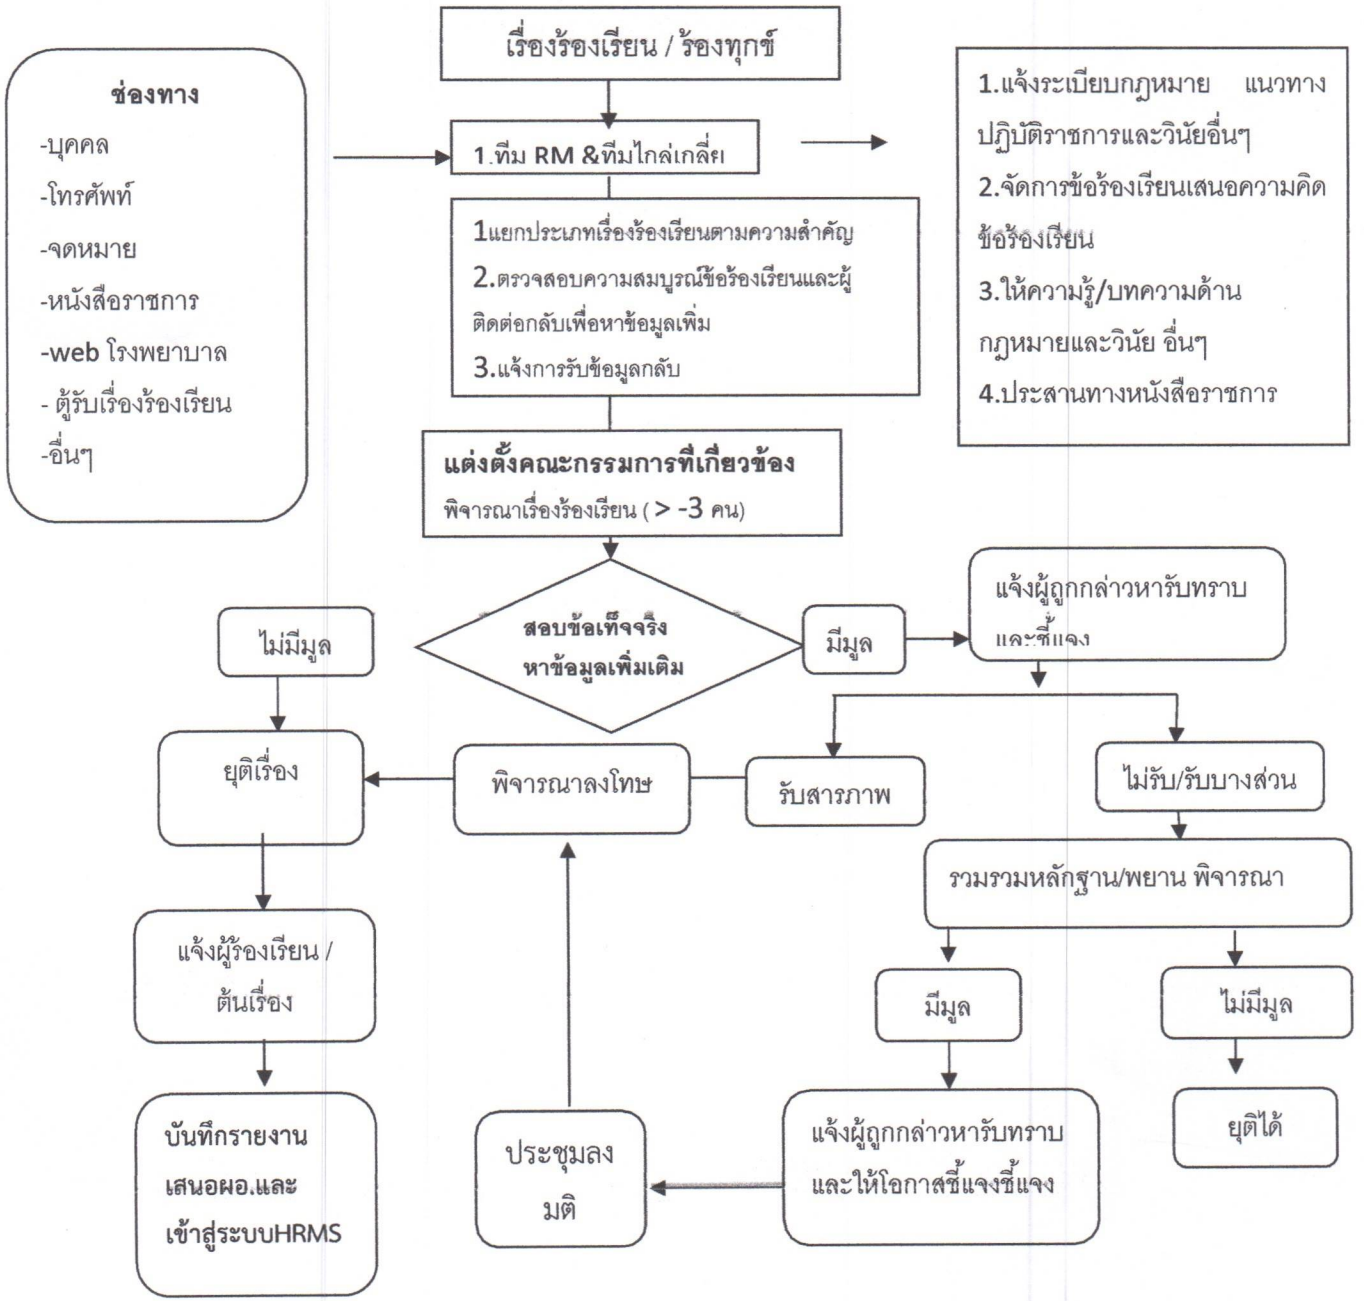 เรื่องร้องเรียน / ร้องทุกข์
ช่องทาง
-บุคคล
-โทรศัพท์
-จดหมาย
-หนังสือราชการ
-web โรงพยาบาล
- ตู้รับเรื่องร้องเรียน
-อื่นๆ
1.ทีม RM &ทีมไกล่เกลี่ย
1.แจ้งระเบียบกฎหมาย แนวทาง
ปฏิบัติราชการและวินัยอื่นๆ
2.จัดการข้อร้องเรียนเสนอความคิด
ข้อร้องเรียน
3.ให้ความรู้/บทความด้าน
กฎหมายและวินัย อื่นๆ
4.ประสานทางหนังสือราชการ
1แยกประเภทเรื่องร้องเรียนตามความสำคัญ
2.ตรวจสอบความสมบูรณ์ข้อร้องเรียนและผู้
ติดต่อกลับเพื่อหาข้อมูลเพิ่ม
3.แจ้งการรับข้อมูลกลับ
แต่งตั้งคณะกรรมการที่เกี่ยวข้อง
พิจารณาเรื่องร้องเรียน ( > -3 คน)
สอบข้อเท็จจริง
หาข้อมูลเพิ่มเติม
ไม่มีมูล
มีมูล
แจ้งผู้ถูกกล่าวหารับทราบ
และชี้แจง
ยุติเรื่อง
พิจารณาลงโทษ
รับสารภาพ
ไม่รับ/รับบางส่วน
รวมรวมหลักฐาน/พยาน พิจารณา
แจ้งผู้ร้องเรียน /
ต้นเรื่อง
มีมูล
ไม่มีมูล
บันทึกรายงาน
เสนอผอ.และ
เข้าสู่ระบบHRMS
ประชุมลง
มติ
แจ้งผู้ถูกกล่าวหารับทราบ
และให้โอกาสชี้แจงชี้แจง
ยุติได้